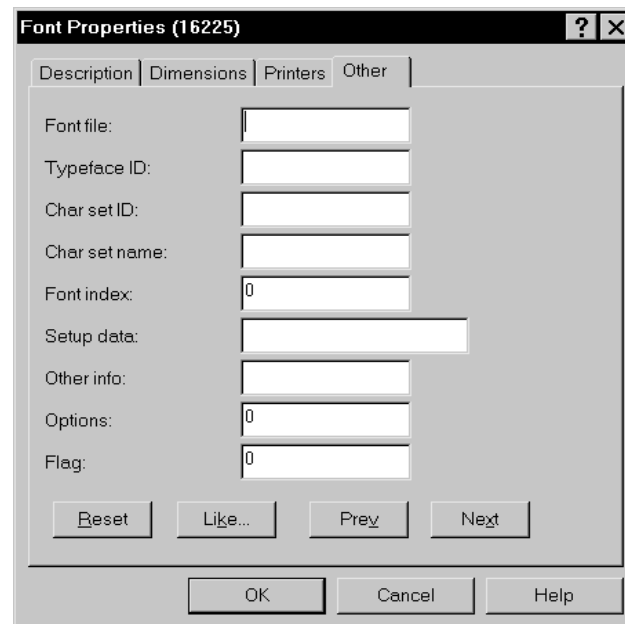 Font Properties (16225) ? X
Description Dimensions Printers Other
Font file:
Typeface ID:
Char set ID:
Char set name:
Font index: 0
Setup data:
Other info:
Options: 0
Flag: 0
Reset Like... Prev Next
OK Cancel Help